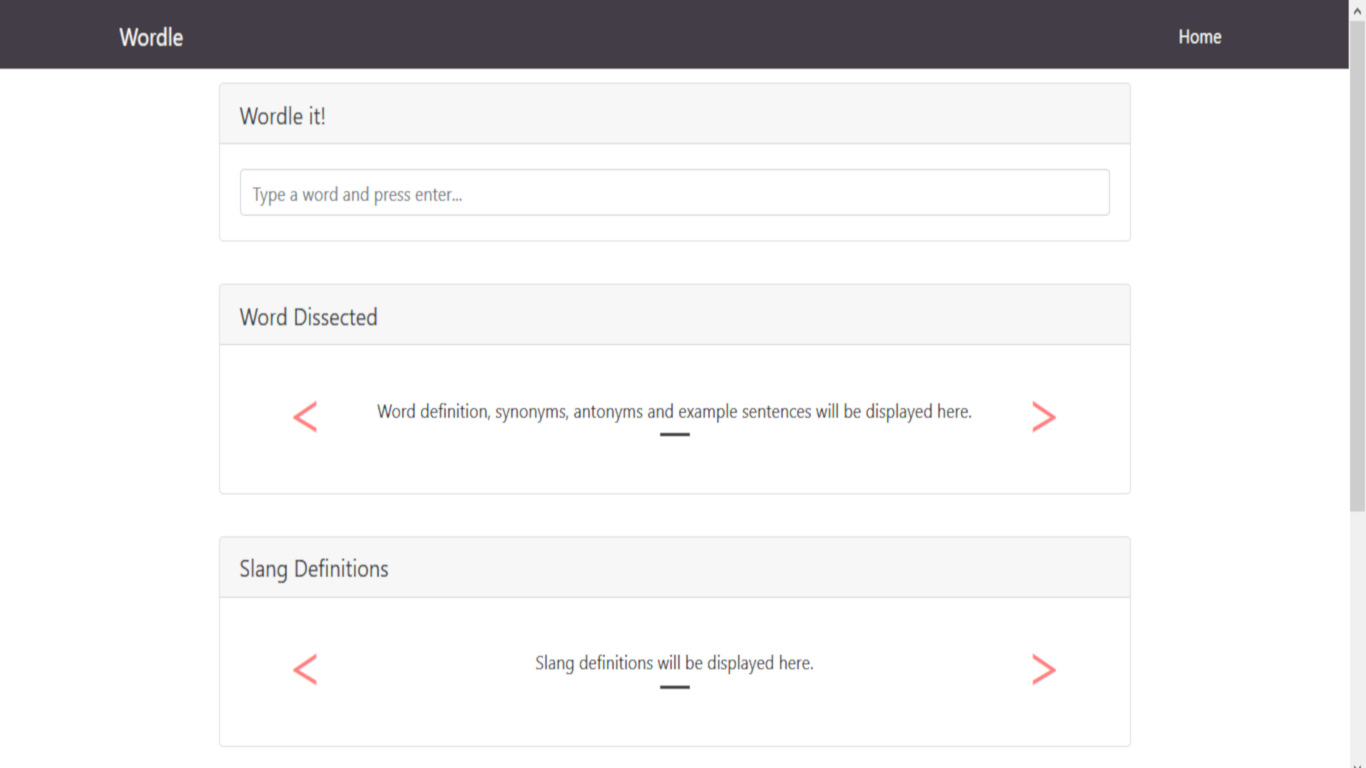 Wordle
Home
Wordle it!
Type a word and press enter...
Word Dissected
< Word definition, synonyms, antonyms and example sentences will be displayed here. >
Slang Definitions
< Slang definitions will be displayed here. >